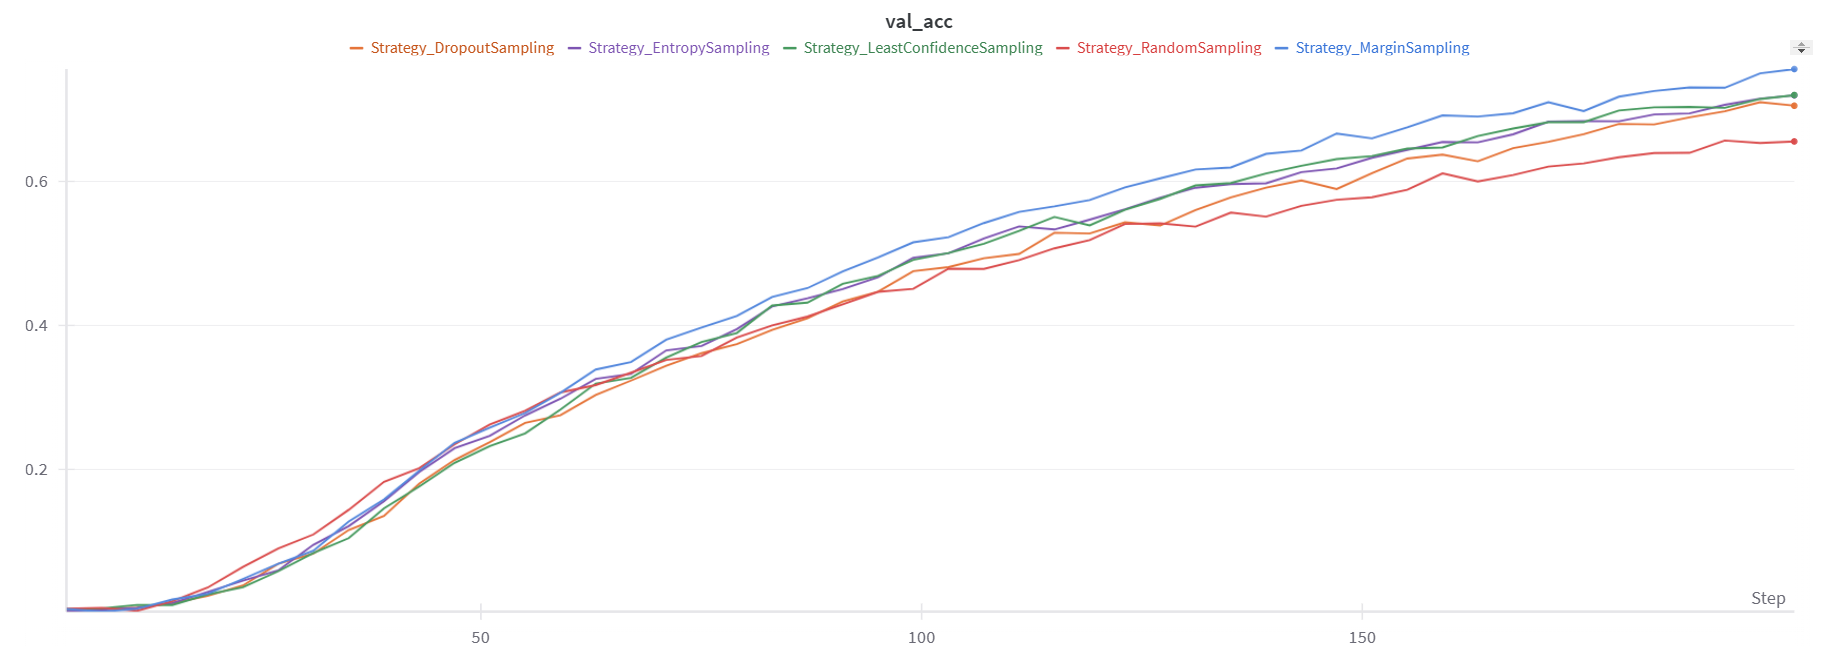 val_acc
Strategy_DropoutSampling Strategy_EntropySampling Strategy_LeastConfidenceSampling Strategy_RandomSampling Strategy_MarginSampling
0.6
0.4
0.2
Step
50 100 150